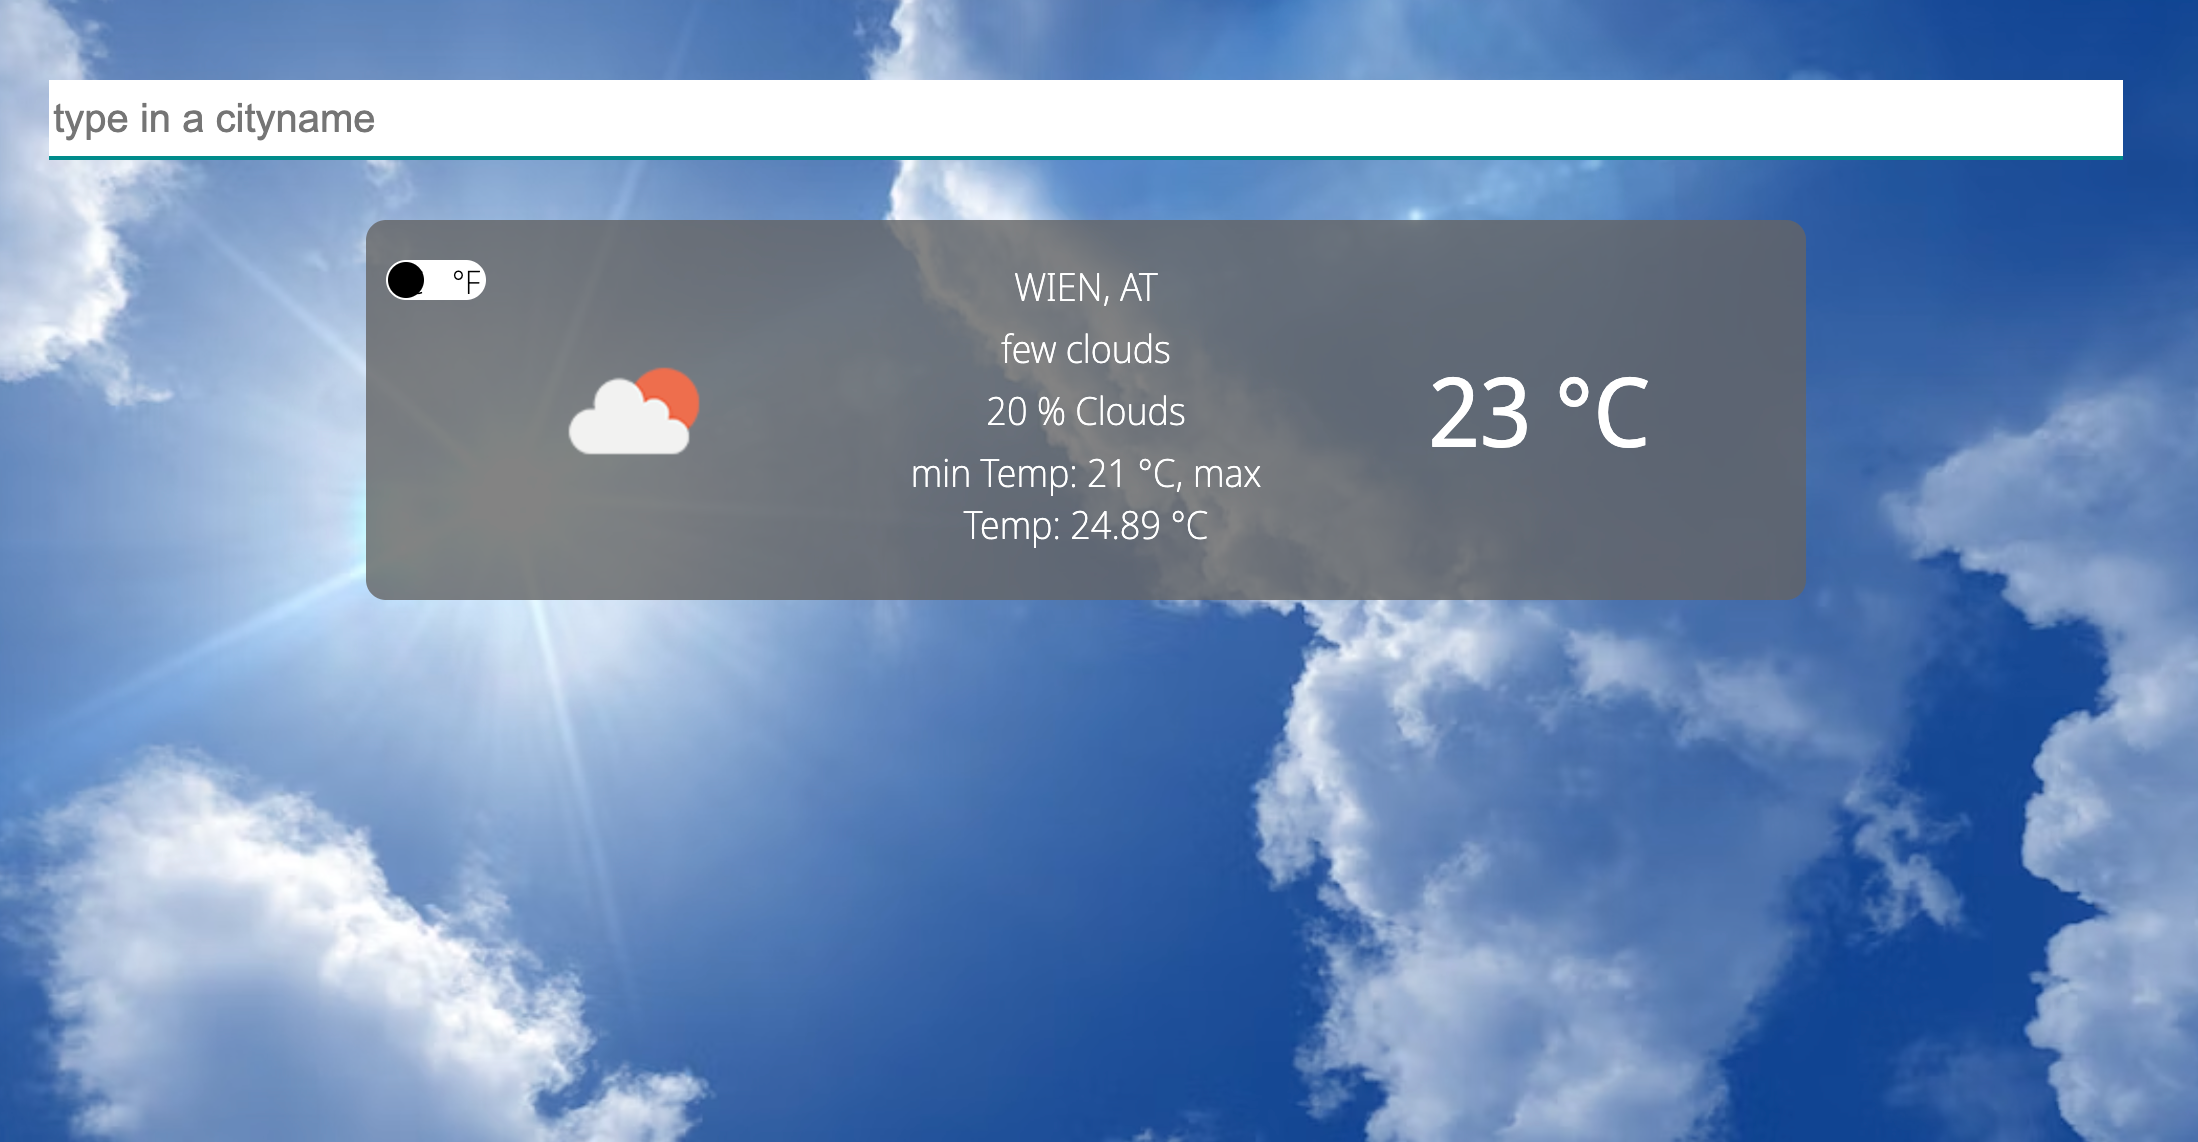 type in a cityname
°F
WIEN, AT
few clouds
20 % Clouds
23 °C
min Temp: 21 °C, max
Temp: 24.89 °C